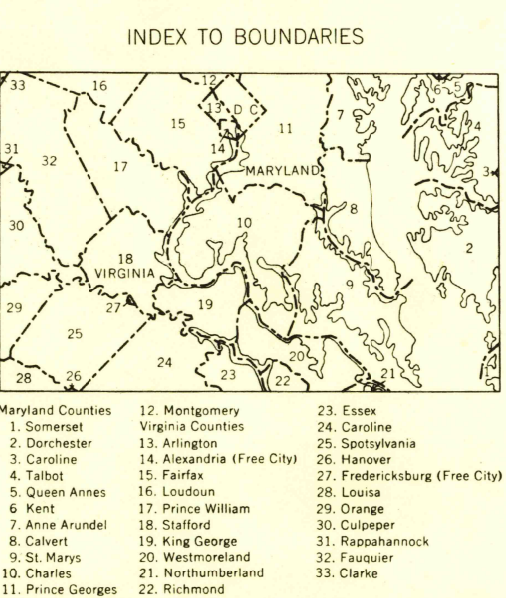 INDEX TO BOUNDARIES
33
16
12
6
5
13
D C
7
4
15
11
14
31
32
17
MARYLAND
3
30
8
10
2
18
VIRGINIA
9
29
27
19
25
24
20
1
28
26
23
22
21
Maryland Counties
1. Somerset
2. Dorchester
3. Caroline
4. Talbot
5. Queen Annes
6 Kent
7. Anne Arundel
8. Calvert
9. St. Marys
10. Charles
11. Prince Georges
12. Montgomery
Virginia Counties
13. Arlington
14. Alexandria (Free City)
15. Fairfax
16. Loudoun
17. Prince William
18. Stafford
19. King George
20. Westmoreland
21. Northumberland
22. Richmond
23. Essex
24. Caroline
25. Spotsylvania
26. Hanover
27. Fredericksburg (Free City)
28. Louisa
29. Orange
30. Culpeper
31. Rappahannock
32. Fauquier
33. Clarke